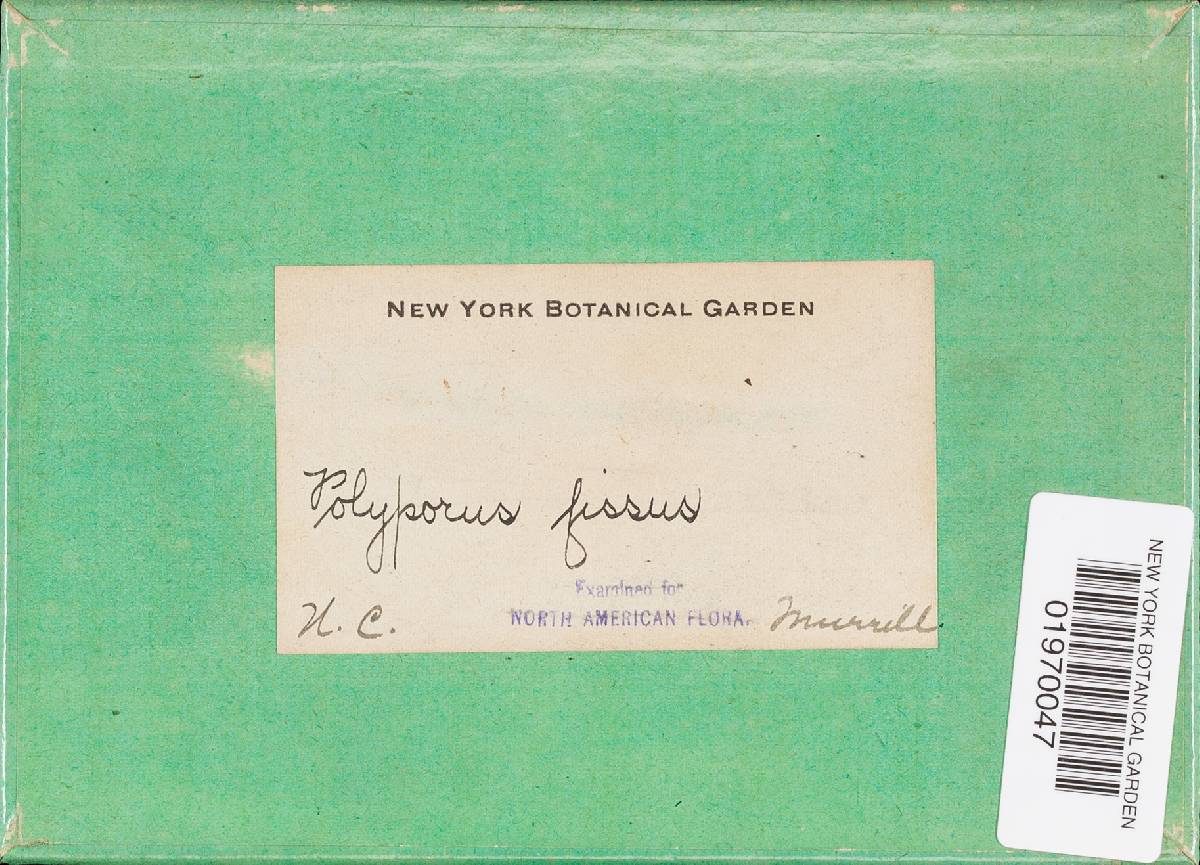 NEW YORK BOTANICAL GARDEN
Polyporus fissus
Examined for
N. C. NORTH AMERICAN FLORA. Murrill
NEW YORK BOTANICAL GARDEN
01970047